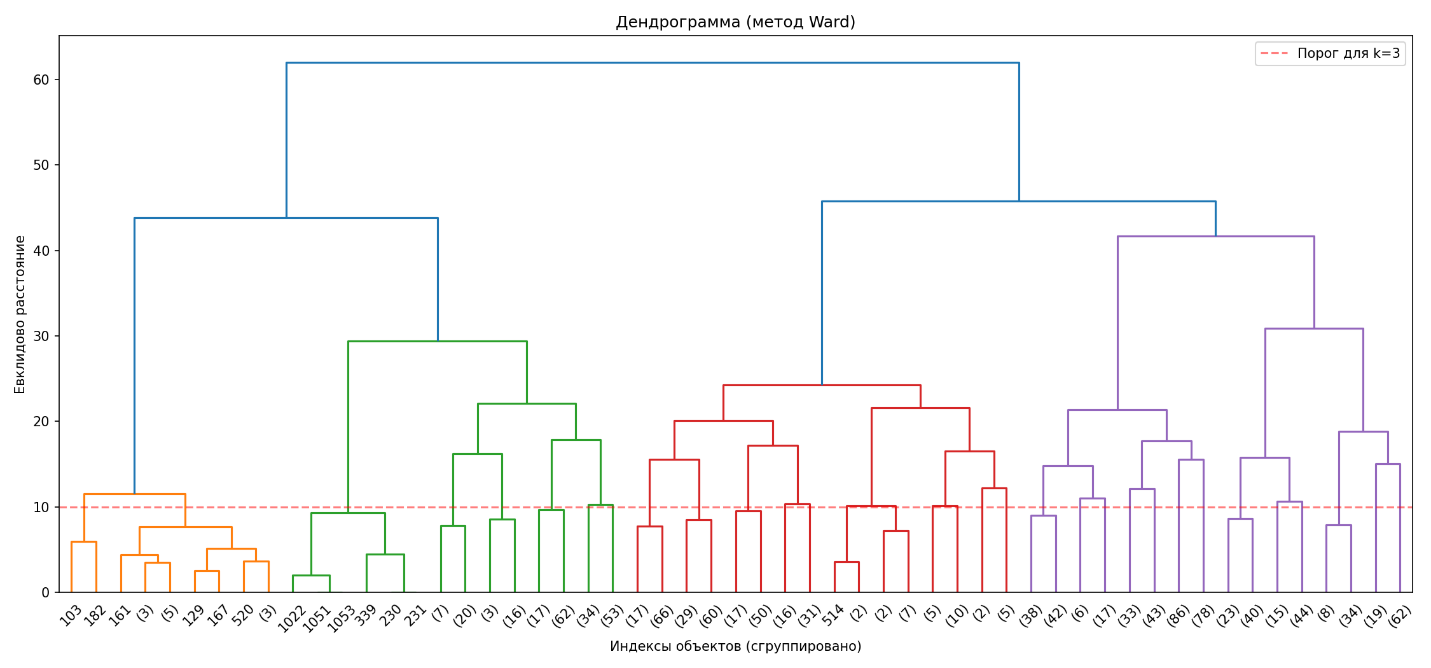 Дендрограмма (метод Ward)
Порог для k=3
60
50
40
30
20
10
0
Евклидово расстояние
103 182 161 (3) (5) 129 167 520 (3) 1022 1051 1053 339 230 231 (7) (20) (3) (16) (17) (62) (34) (53) (17) (66) (29) (60) (17) (50) (16) (31) 514 (2) (2) (7) (5) (10) (2) (5) (38) (42) (6) (17) (33) (43) (86) (78) (23) (40) (15) (44) (8) (34) (19) (62)
Индексы объектов (сгруппировано)